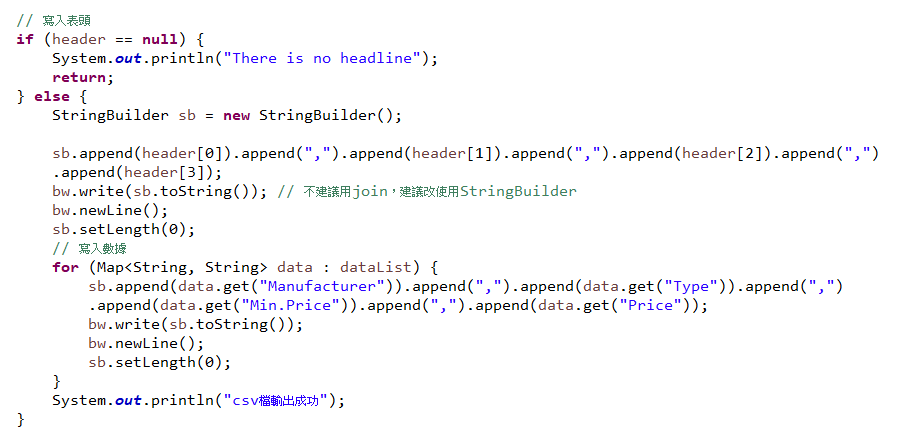 // 寫入表頭
if (header == null) {
    System.out.println("There is no headline");
    return;
} else {
    StringBuilder sb = new StringBuilder();
    sb.append(header[0]).append(",").append(header[1]).append(",").append(header[2]).append(",")
    .append(header[3]);
    bw.write(sb.toString()); // 不建議用join，建議改使用StringBuilder
    bw.newLine();
    sb.setLength(0);
    // 寫入數據
    for (Map<String, String> data : dataList) {
        sb.append(data.get("Manufacturer")).append(",").append(data.get("Type")).append(",")
        .append(data.get("Min.Price")).append(",").append(data.get("Price"));
        bw.write(sb.toString());
        bw.newLine();
        sb.setLength(0);
    }
    System.out.println("csv檔輸出成功");
}